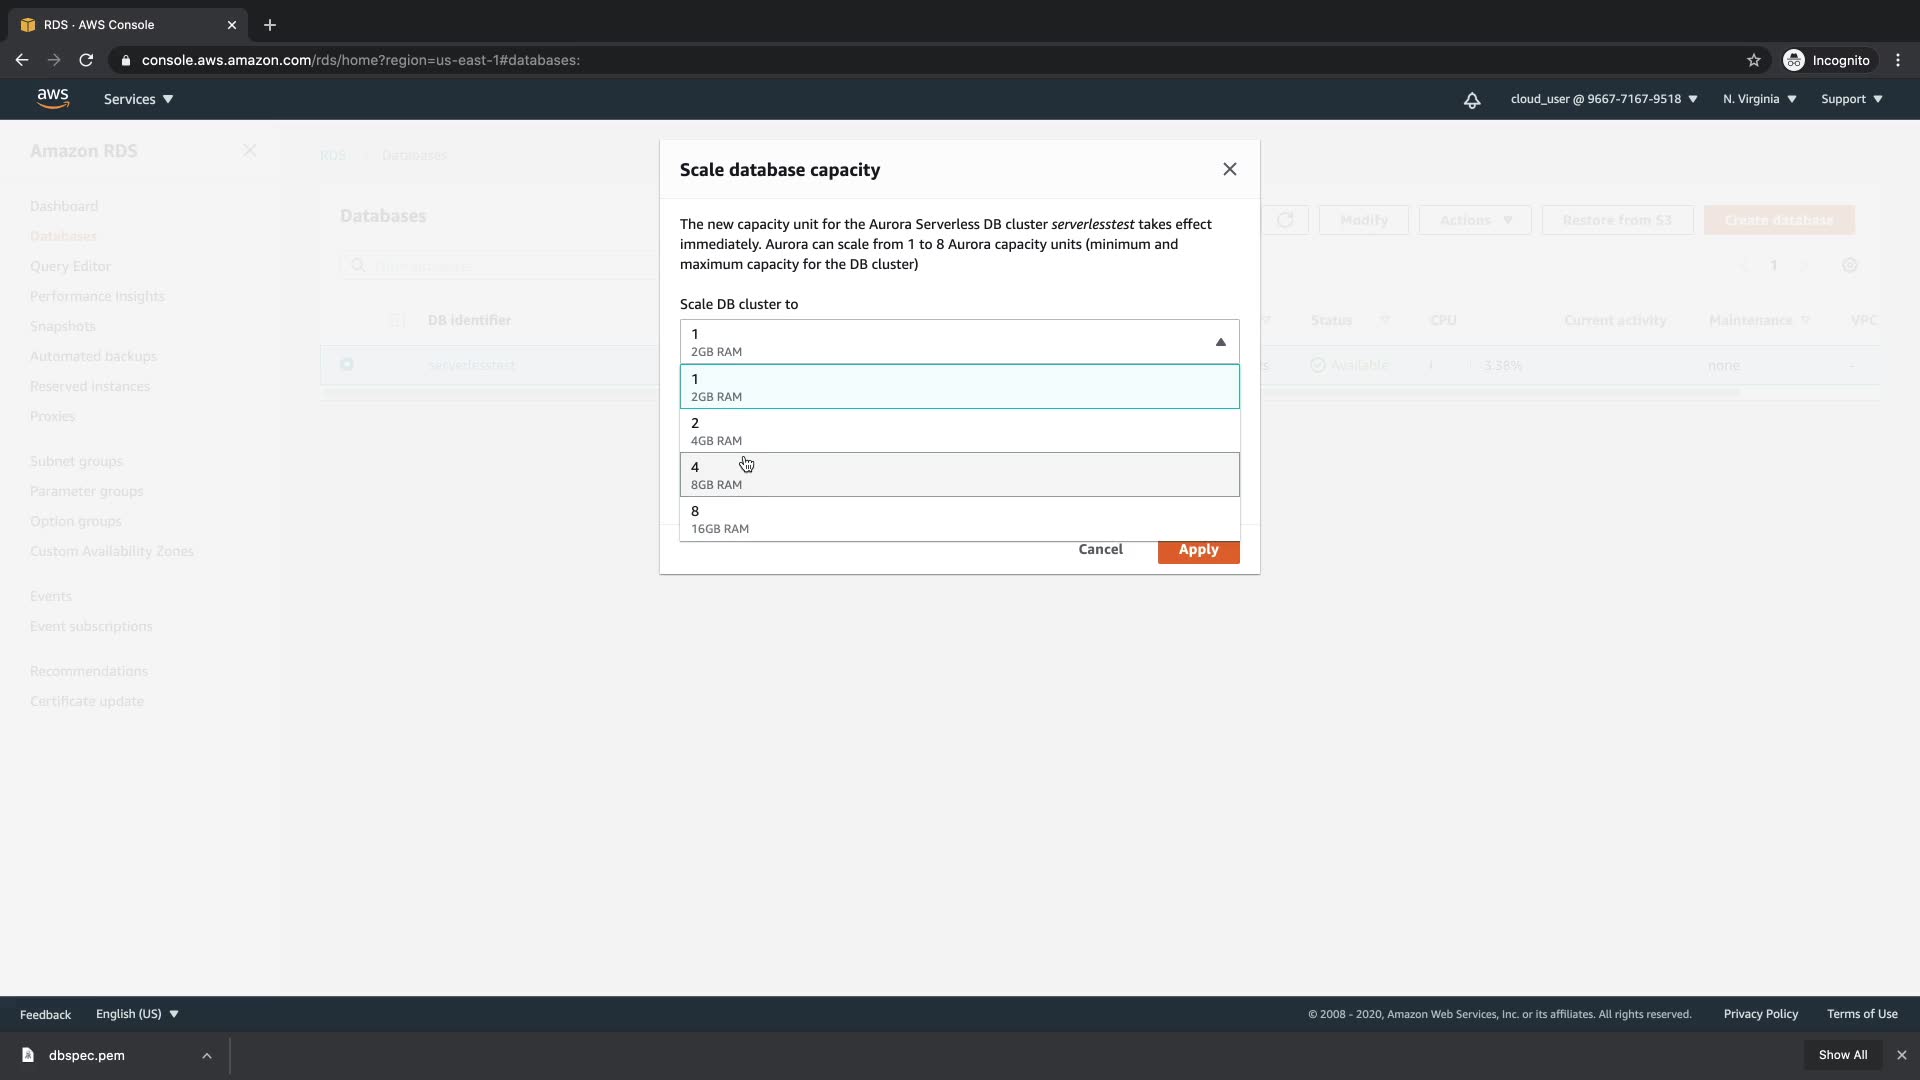 RDS · AWS Console
console.aws.amazon.com/rds/home?region=us-east-1#databases:
Incognito
aws
Services
cloud_user @ 9667-7167-9518
N. Virginia
Support
Amazon RDS
RDS
Databases
Dashboard
Databases
Query Editor
Performance Insights
Snapshots
Automated backups
Reserved instances
Proxies
Subnet groups
Parameter groups
Option groups
Custom Availability Zones
Events
Event subscriptions
Recommendations
Certificate update
Databases
Modify
Actions
Restore from S3
Create database
1
DB identifier
Status
CPU
Current activity
Maintenance
VPC
serverlesstest
Available
3.38%
none
-
Scale database capacity
The new capacity unit for the Aurora Serverless DB cluster serverlesstest takes effect
immediately. Aurora can scale from 1 to 8 Aurora capacity units (minimum and
maximum capacity for the DB cluster)
Scale DB cluster to
1
2GB RAM
1
2GB RAM
2
4GB RAM
4
8GB RAM
8
16GB RAM
Cancel
Apply
Feedback
English (US)
© 2008 - 2020, Amazon Web Services, Inc. or its affiliates. All rights reserved.
Privacy Policy
Terms of Use
dbspec.pem
Show All